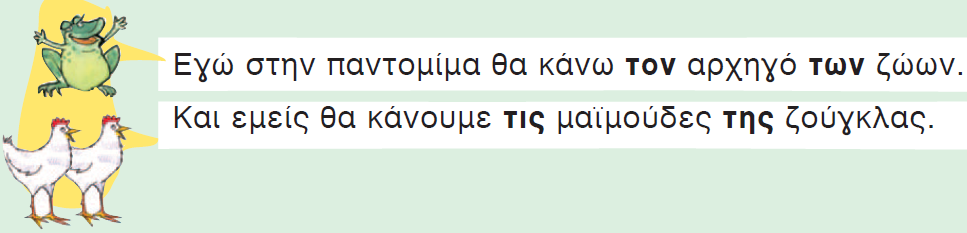 Εγώ στην παντομίμα θα κάνω τον αρχηγό των ζώων.
Και εμείς θα κάνουμε τις μαϊμούδες της ζούγκλας.